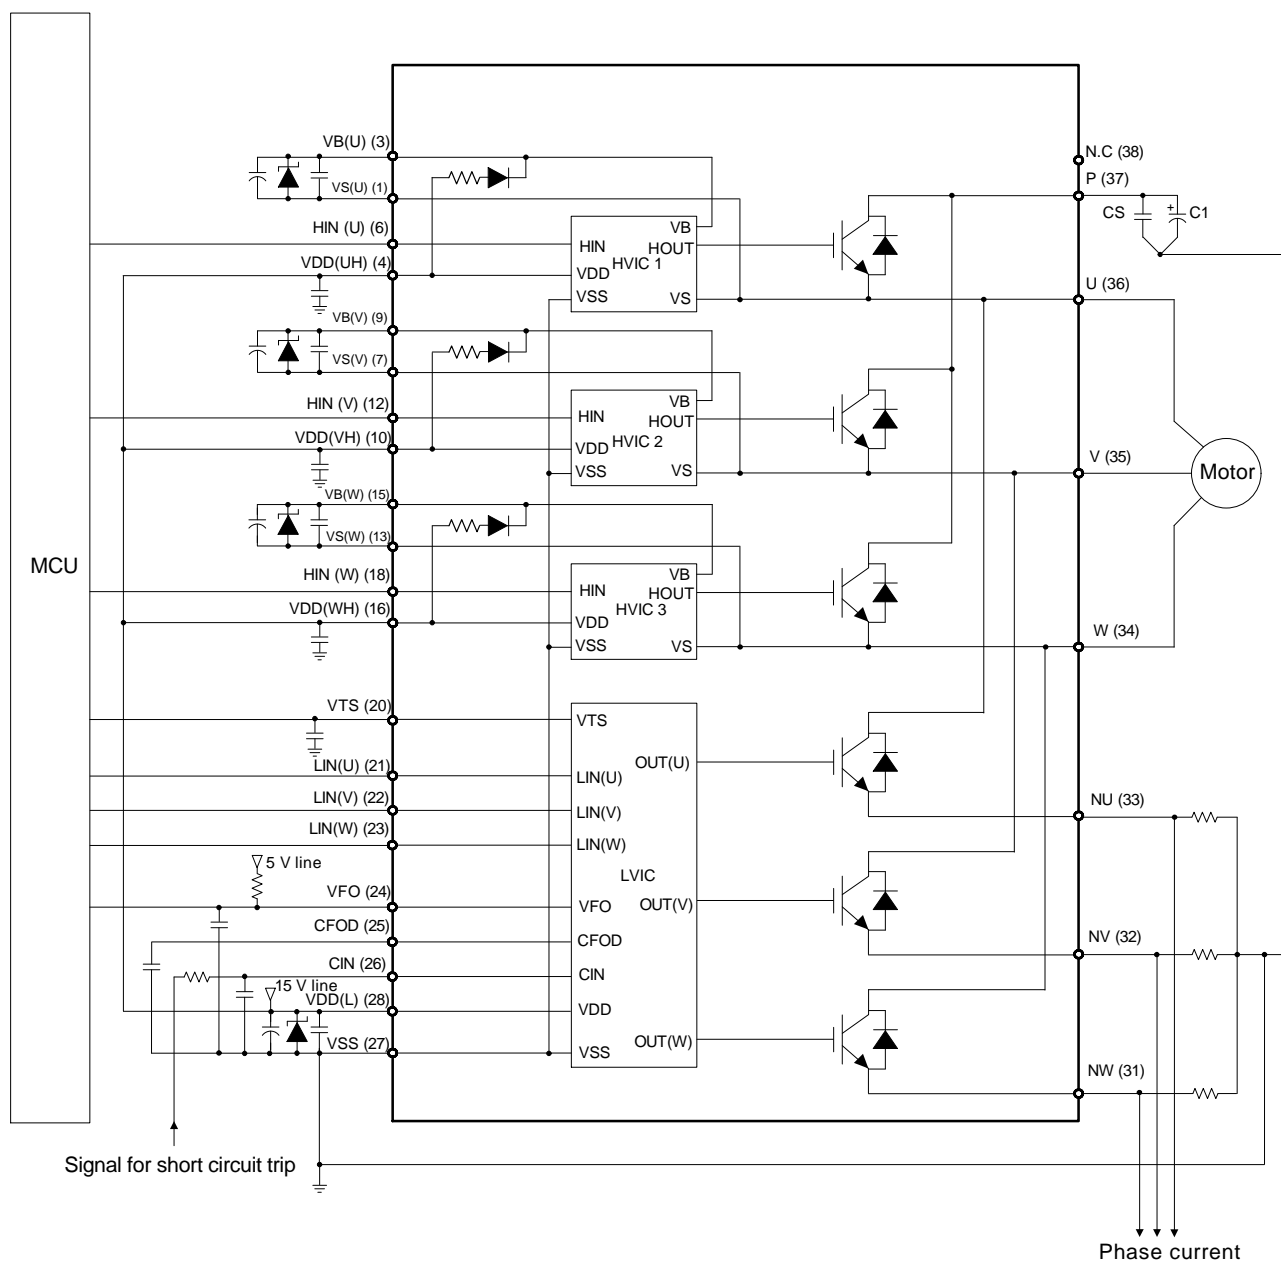 MCU
VB(U) (3)
VS(U) (1)
HIN (U) (6)
VDD(UH) (4)
VB(V) (9)
VS(V) (7)
HIN (V) (12)
VDD(VH) (10)
VB(W) (15)
VS(W) (13)
HIN (W) (18)
VDD(WH) (16)
VTS (20)
LIN(U) (21)
LIN(V) (22)
LIN(W) (23)
5 V line
VFO (24)
CFOD (25)
CIN (26)
15 V line
VDD(L) (28)
VSS (27)
Signal for short circuit trip
VB
HIN
HOUT
HVIC 1
VDD
VSS
VS
VB
HIN
HOUT
HVIC 2
VDD
VSS
VS
VB
HIN
HOUT
HVIC 3
VDD
VSS
VS
VTS
OUT(U)
LIN(U)
LIN(V)
LIN(W)
LVIC
VFO
OUT(V)
CFOD
CIN
VDD
OUT(W)
VSS
N.C (38)
P (37)
CS
+
C1
U (36)
V (35)
Motor
W (34)
NU (33)
NV (32)
NW (31)
Phase current